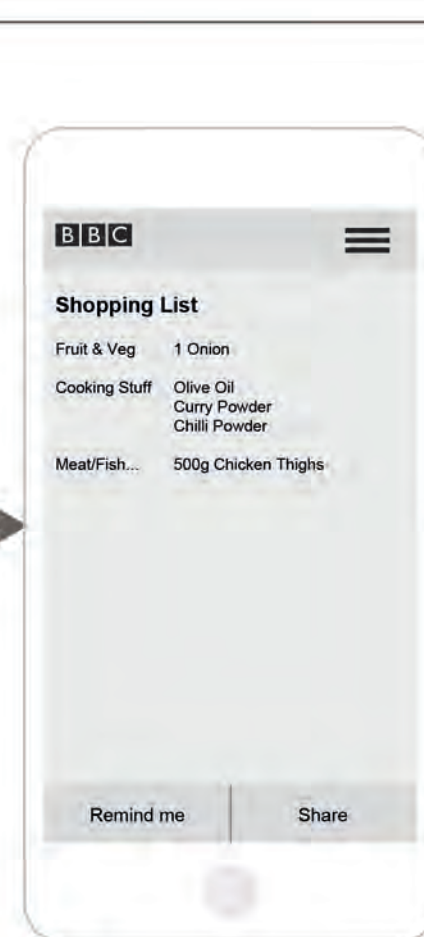 BBC
Shopping List
Fruit & Veg 1 Onion
Cooking Stuff Olive Oil
Curry Powder
Chilli Powder
Meat/Fish... 500g Chicken Thighs
Remind me Share